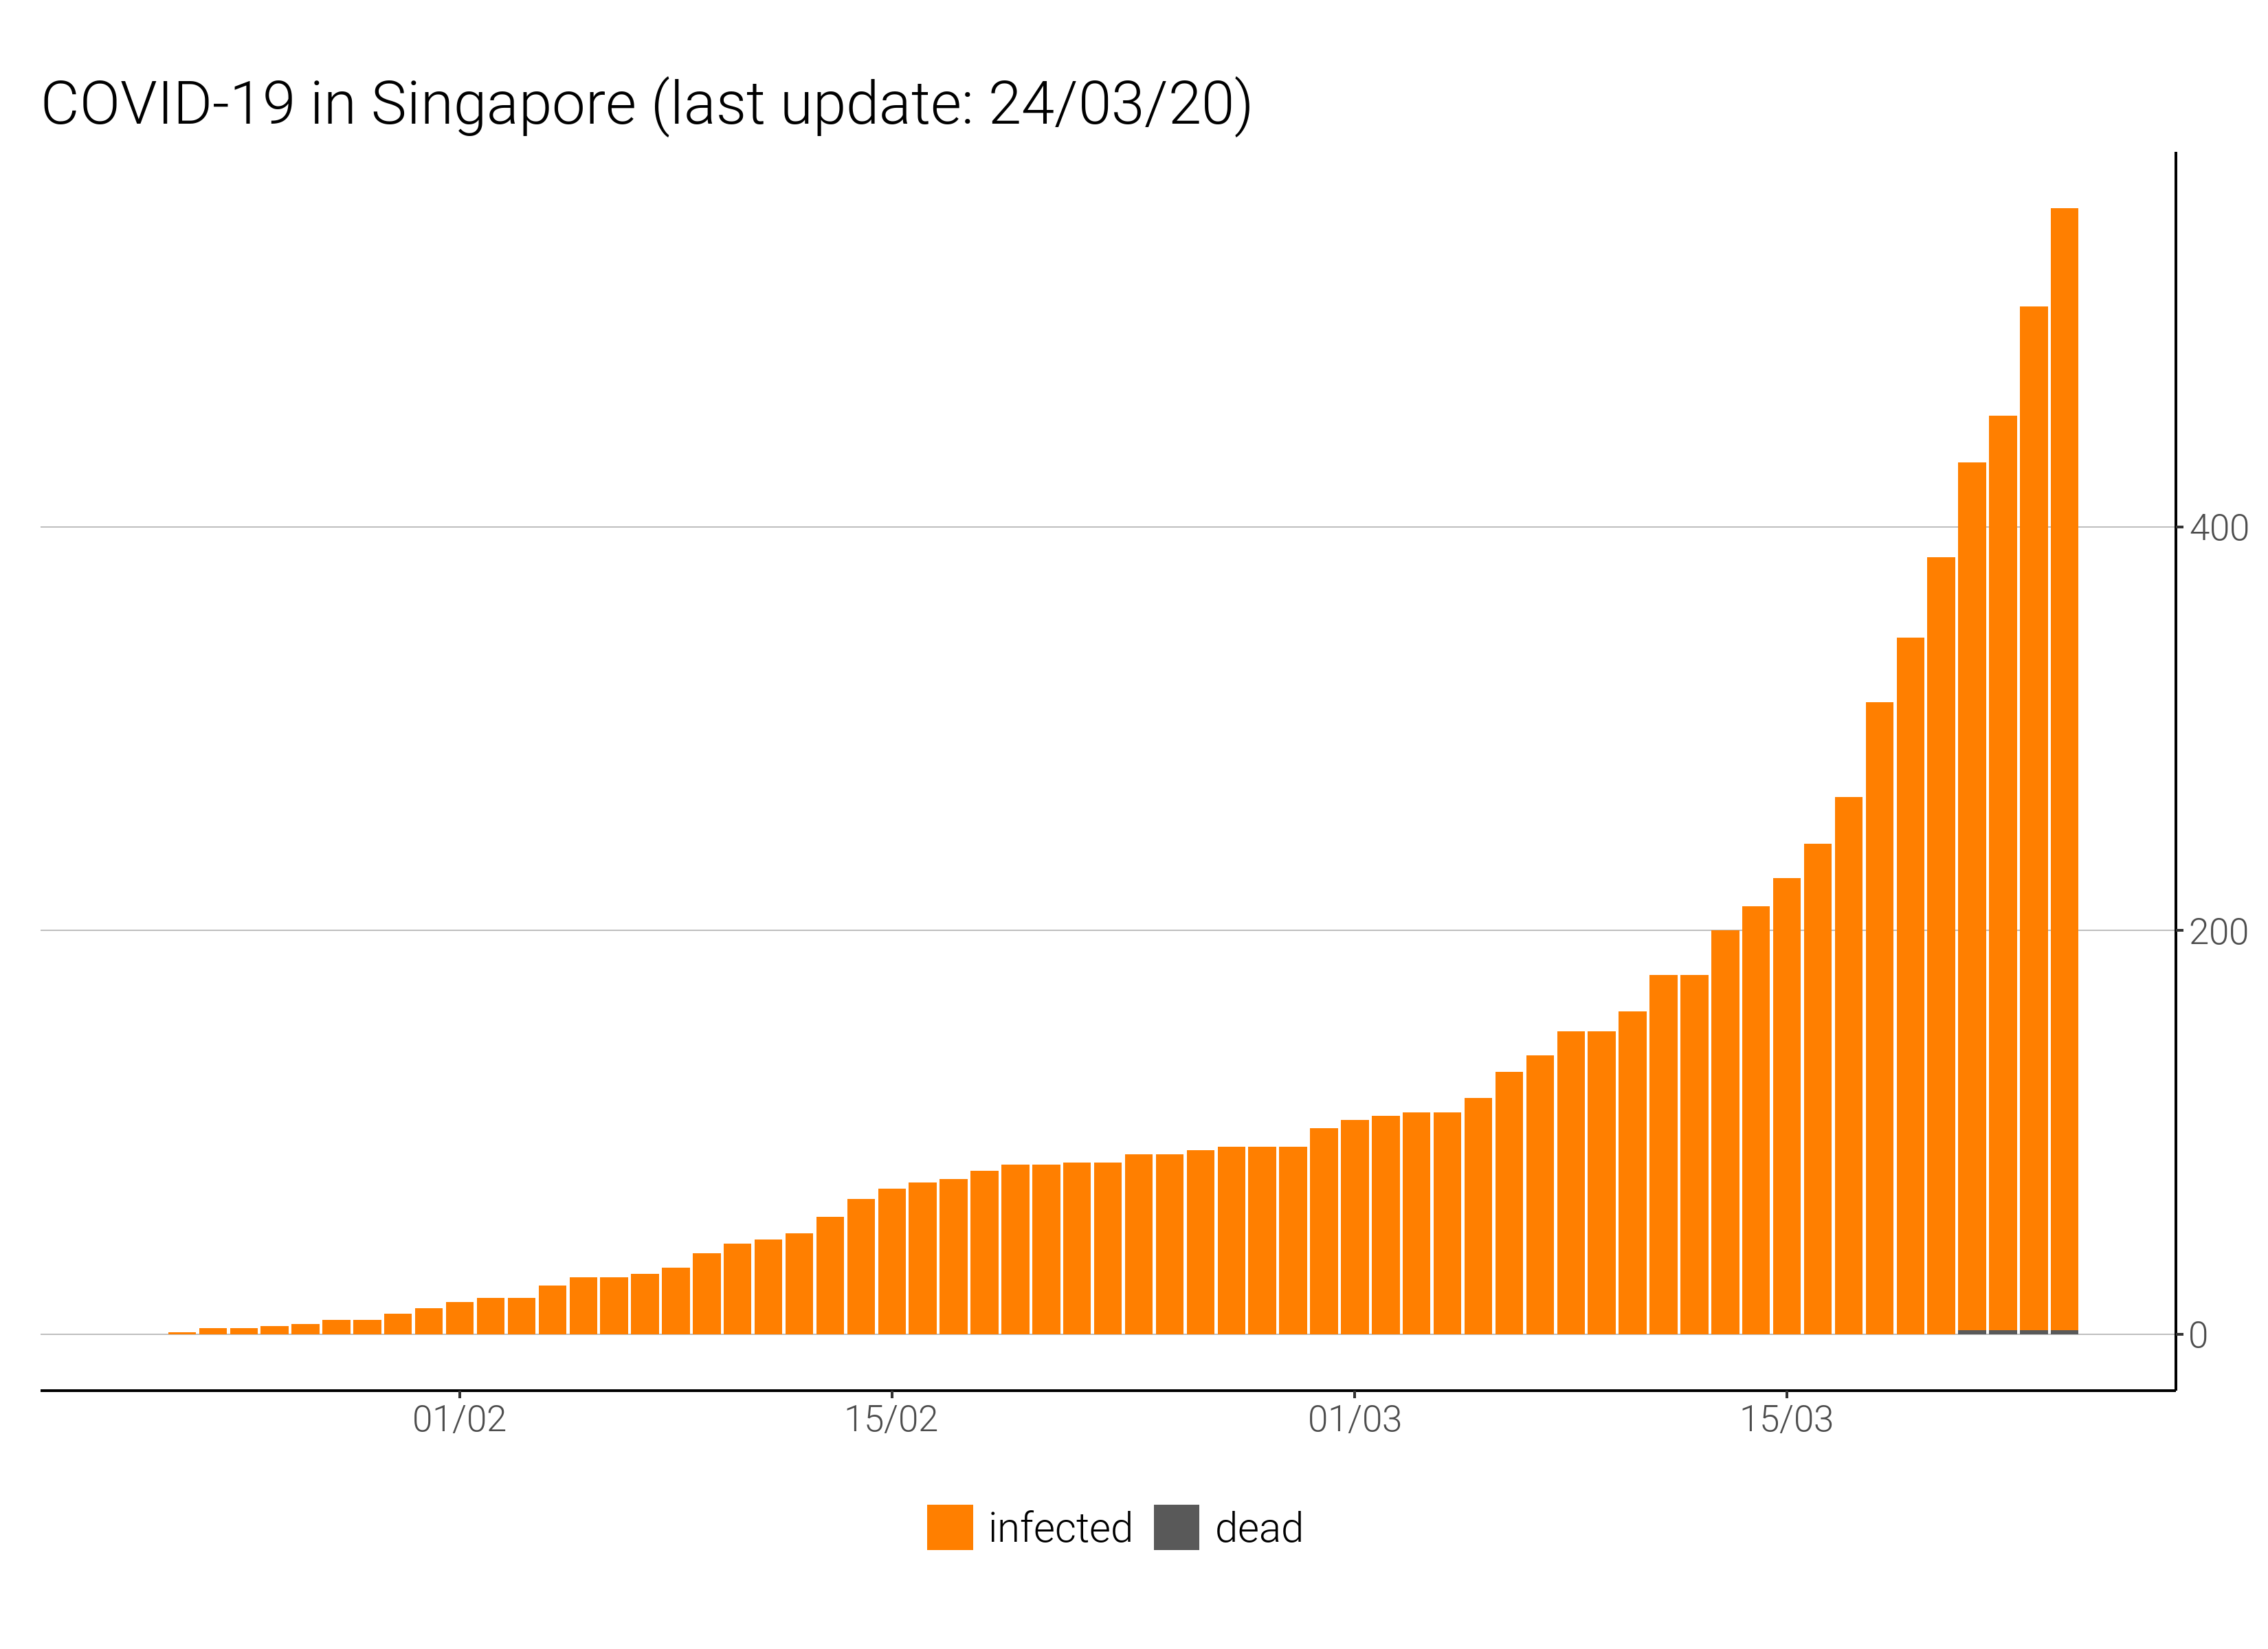 COVID-19 in Singapore (last update: 24/03/20)
400
200
0
01/02 15/02 01/03 15/03
infected dead